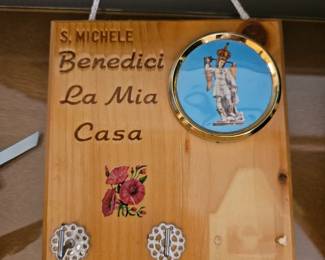 S. MICHELE
Benedici
La Mia
Casa